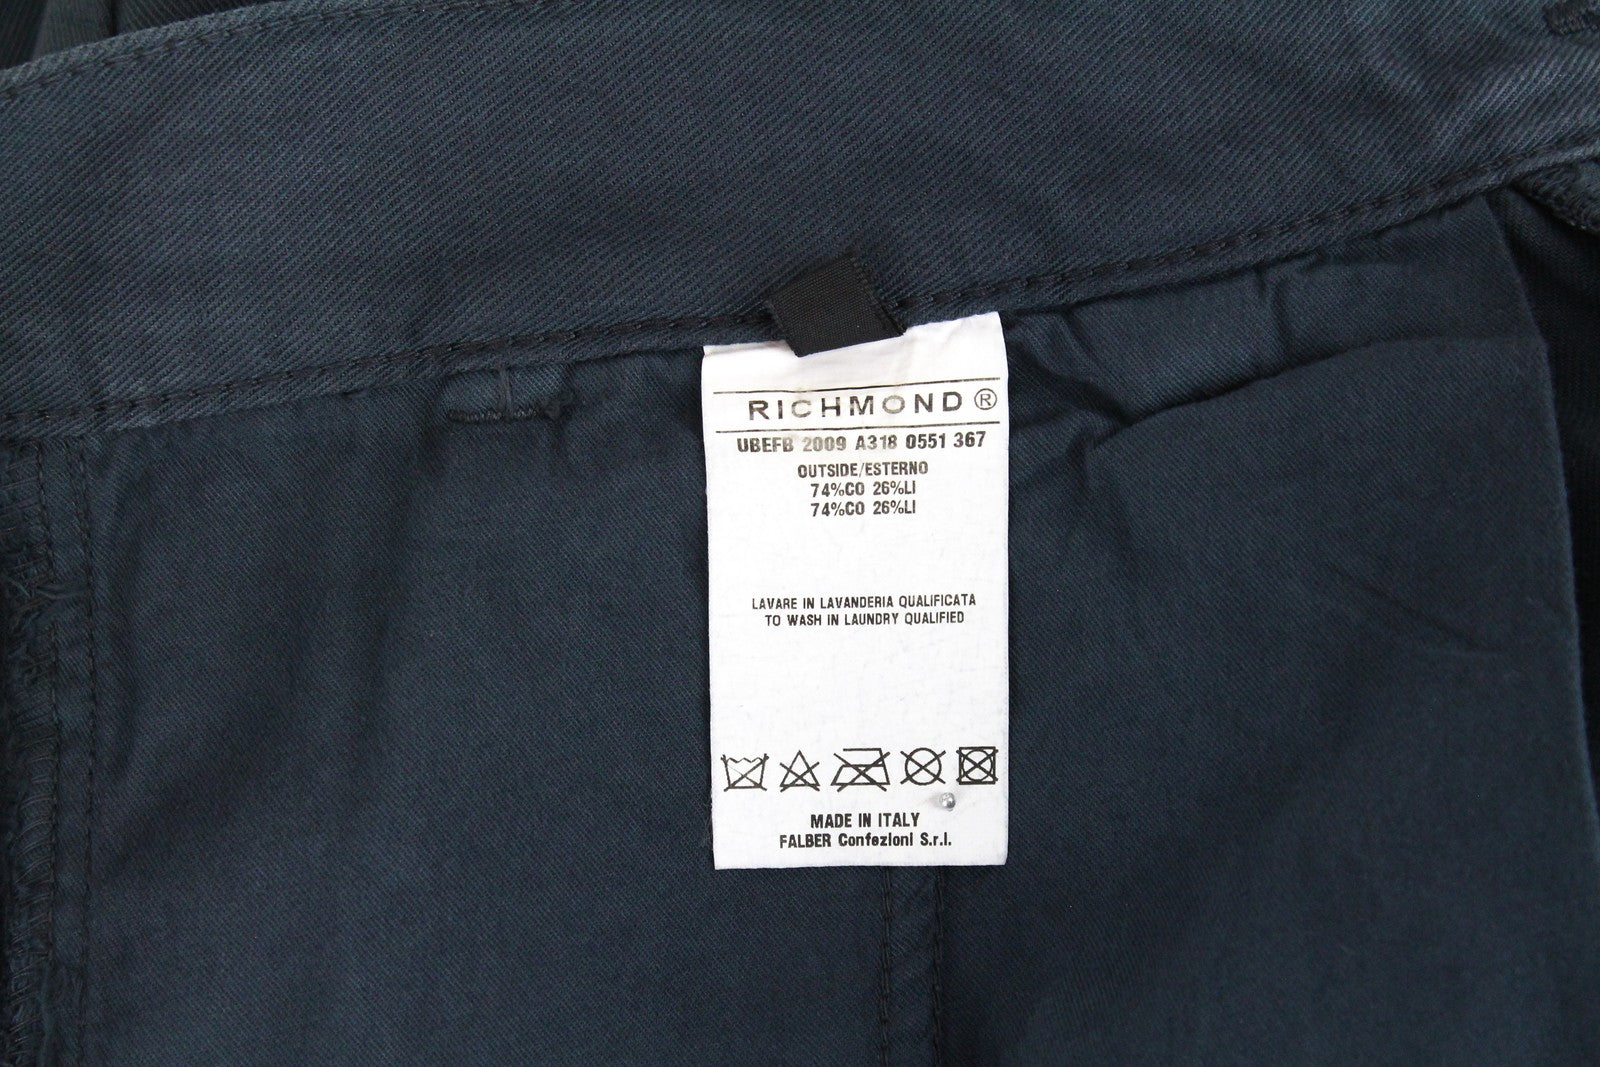 RICHMOND ®
UBEFB 2009 A318 0551 367
OUTSIDE/ESTERNO
74%CO 26%LI
74%CO 26%LI
LAVARE IN LAVANDERIA QUALIFICATA
TO WASH IN LAUNDRY QUALIFIED
MADE IN ITALY
FALBER Confezioni S.r.l.